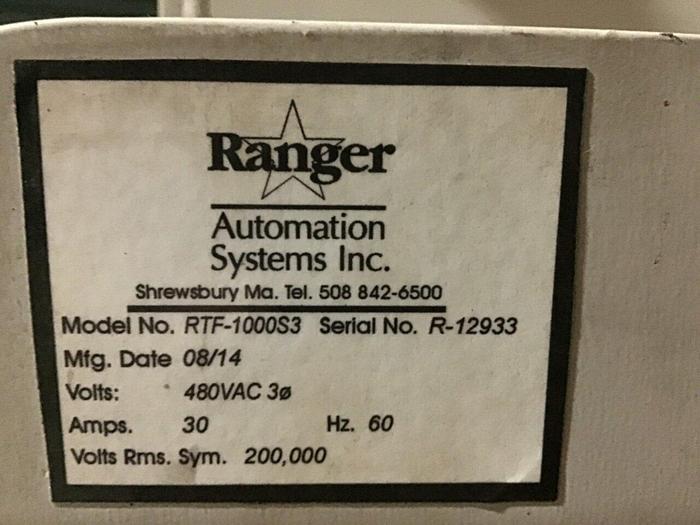 Ranger
Automation
Systems Inc.
Shrewsbury Ma. Tel. 508 842-6500
Model No. RTF-1000S3 Serial No. R-12933
Mfg. Date 08/14
Volts: 480VAC 3ø
Amps. 30 Hz. 60
Volts Rms. Sym. 200,000